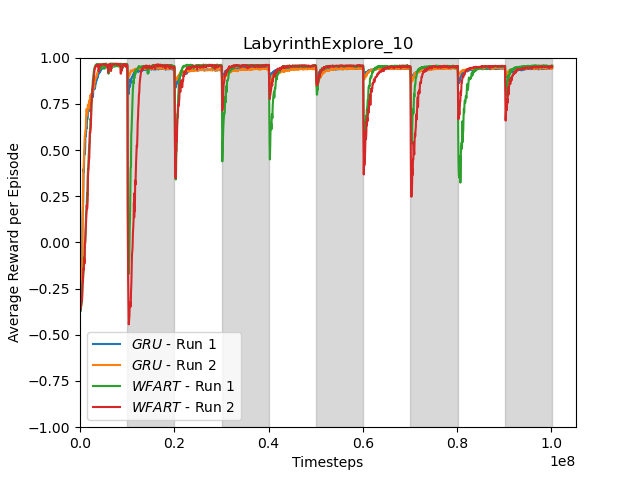 LabyrinthExplore_10
Average Reward per Episode
1.00
0.75
0.50
0.25
0.00
−0.25
−0.50
−0.75
−1.00
GRU - Run 1
GRU - Run 2
WFART - Run 1
WFART - Run 2
0.0 0.2 0.4 0.6 0.8 1.0
1e8
Timesteps